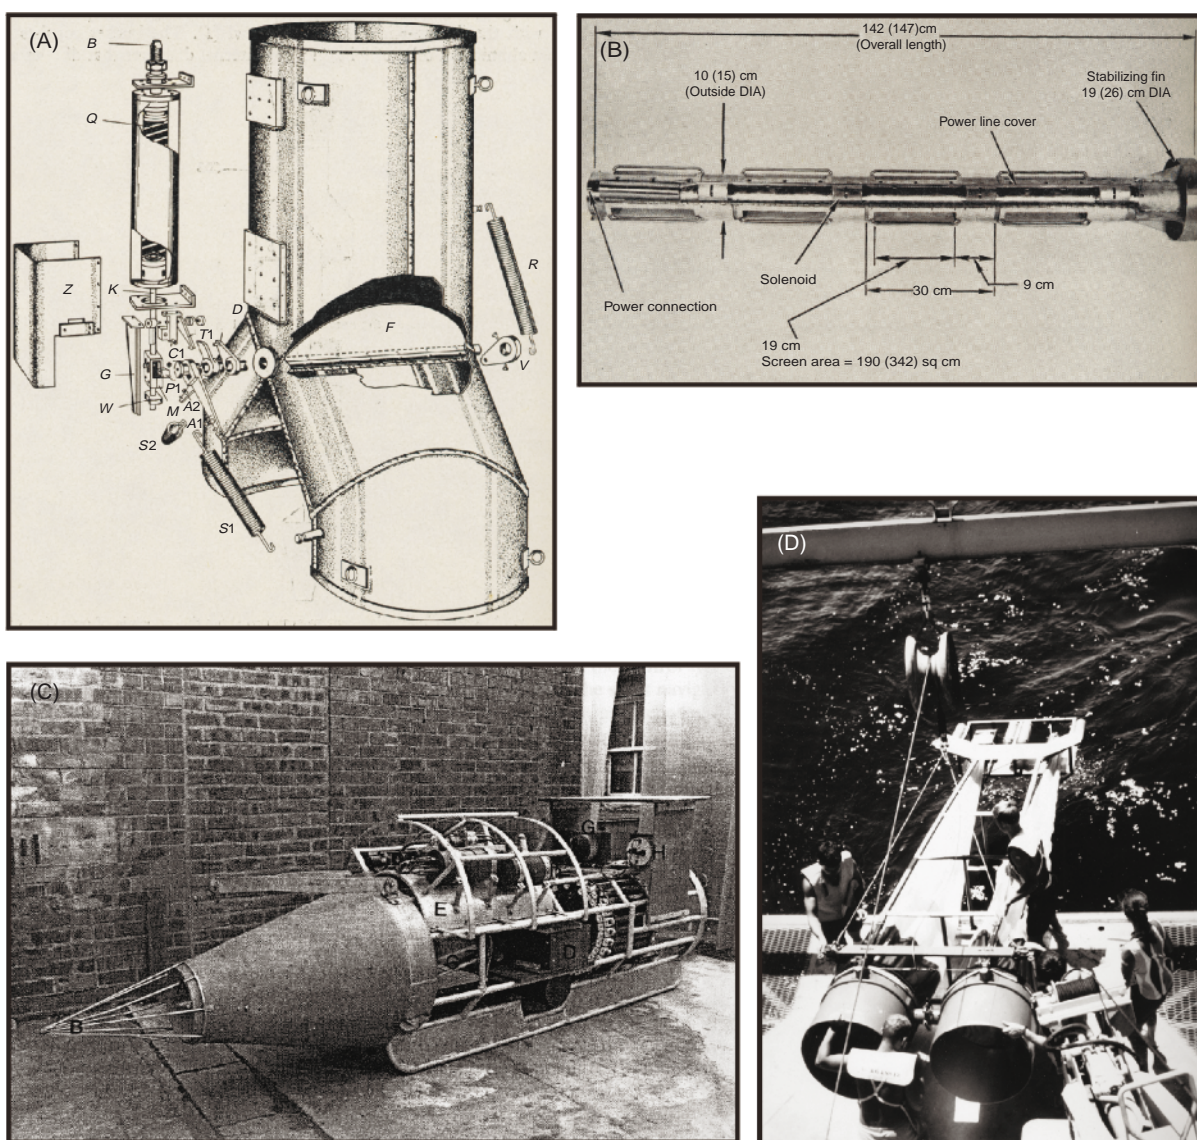 (A)
B
Q
Z
K
D
T1
C1
G
P1
W
M
A2
A1
S2
S1
F
R
V
(B)
142 (147)cm
(Overall length)
10 (15) cm
(Outside DIA)
Stabilizing fin
19 (26) cm DIA
Power line cover
Solenoid
Power connection
30 cm
9 cm
19 cm
Screen area = 190 (342) sq cm
(C)
G
H
E
C
D
B
(D)